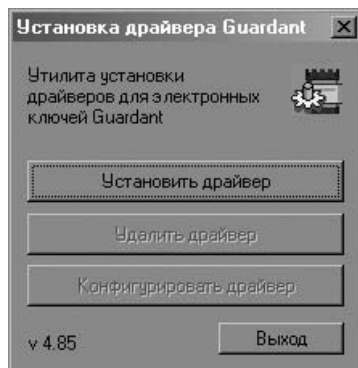 Установка драйвера Guardant
Утилита установки
драйверов для электронных
ключей Guardant
Установить драйвер
Удалить драйвер
Конфигурировать драйвер
v 4.85
Выход